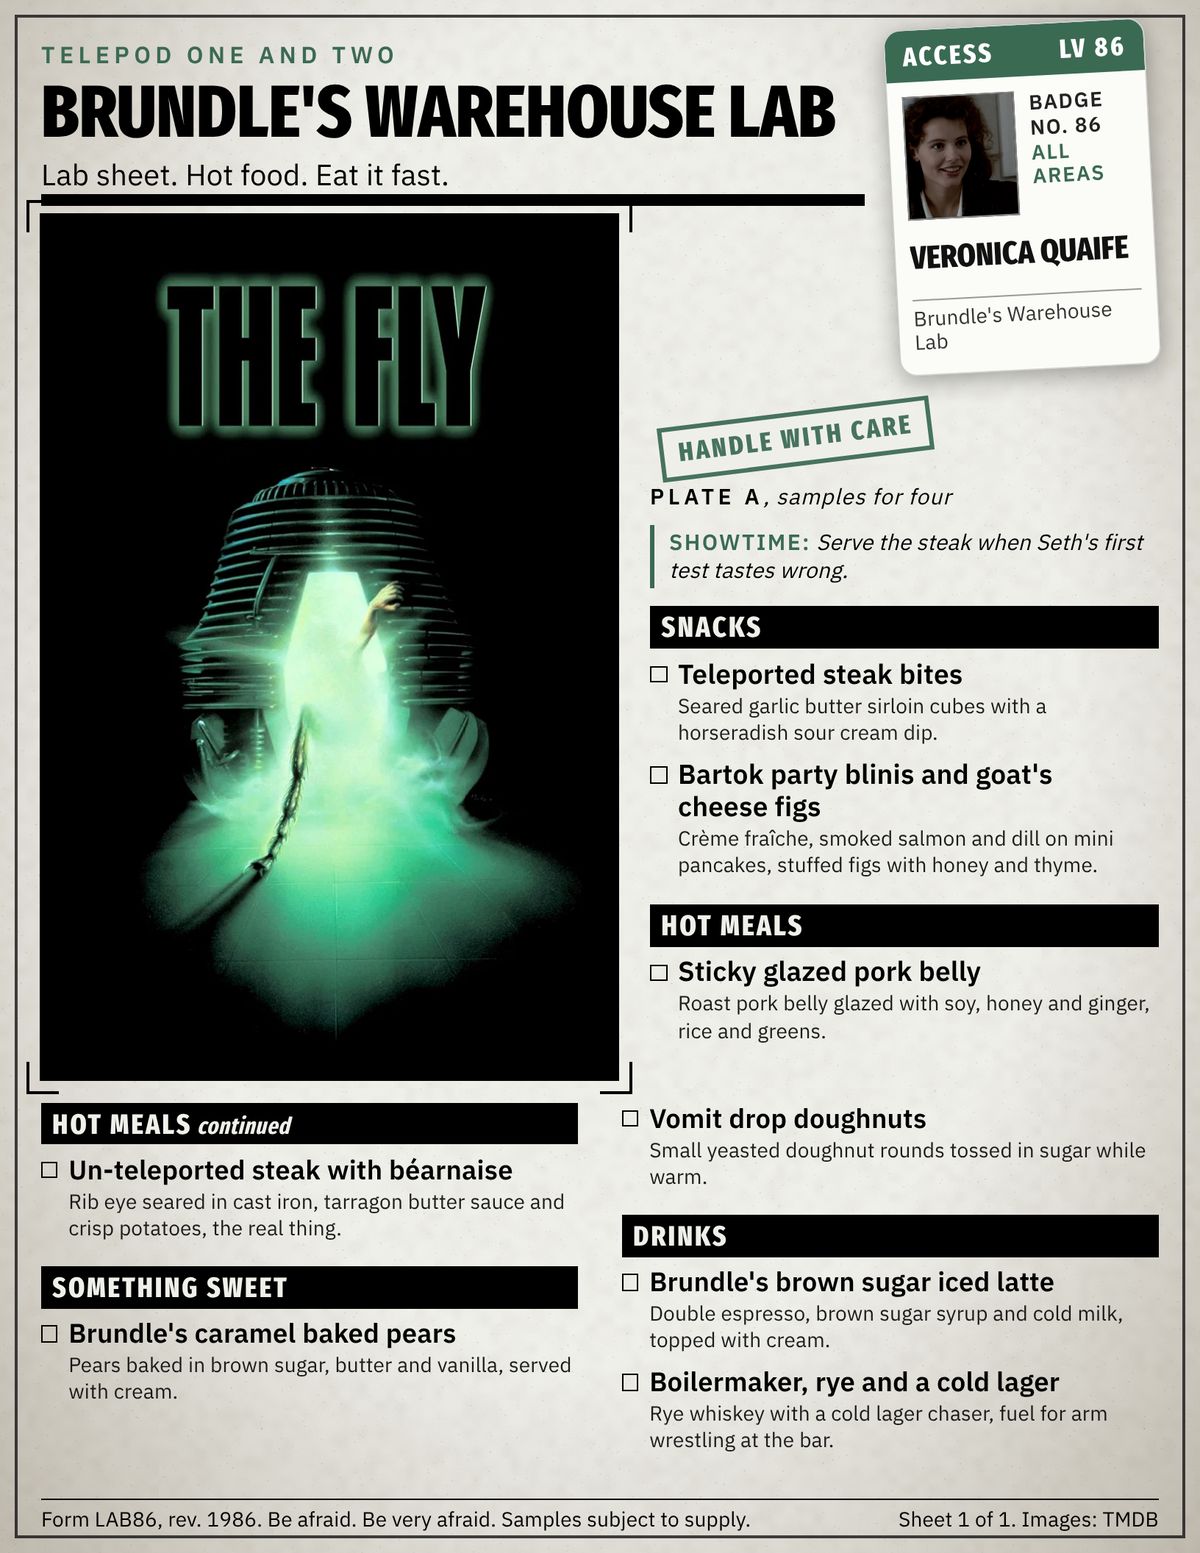 TELEPOD ONE AND TWO
BRUNDLE'S WAREHOUSE LAB
Lab sheet. Hot food. Eat it fast.
ACCESS LV 86
BADGE
NO. 86
ALL
AREAS
VERONICA QUAIFE
Brundle's Warehouse
Lab
THE FLY
HANDLE WITH CARE
PLATE A, samples for four
SHOWTIME: Serve the steak when Seth's first
test tastes wrong.
SNACKS
Teleported steak bites
Seared garlic butter sirloin cubes with a
horseradish sour cream dip.
Bartok party blinis and goat's
cheese figs
Crème fraîche, smoked salmon and dill on mini
pancakes, stuffed figs with honey and thyme.
HOT MEALS
Sticky glazed pork belly
Roast pork belly glazed with soy, honey and ginger,
rice and greens.
HOT MEALS continued
Un-teleported steak with béarnaise
Rib eye seared in cast iron, tarragon butter sauce and
crisp potatoes, the real thing.
SOMETHING SWEET
Brundle's caramel baked pears
Pears baked in brown sugar, butter and vanilla, served
with cream.
Vomit drop doughnuts
Small yeasted doughnut rounds tossed in sugar while
warm.
DRINKS
Brundle's brown sugar iced latte
Double espresso, brown sugar syrup and cold milk,
topped with cream.
Boilermaker, rye and a cold lager
Rye whiskey with a cold lager chaser, fuel for arm
wrestling at the bar.
Form LAB86, rev. 1986. Be afraid. Be very afraid. Samples subject to supply.
Sheet 1 of 1. Images: TMDB